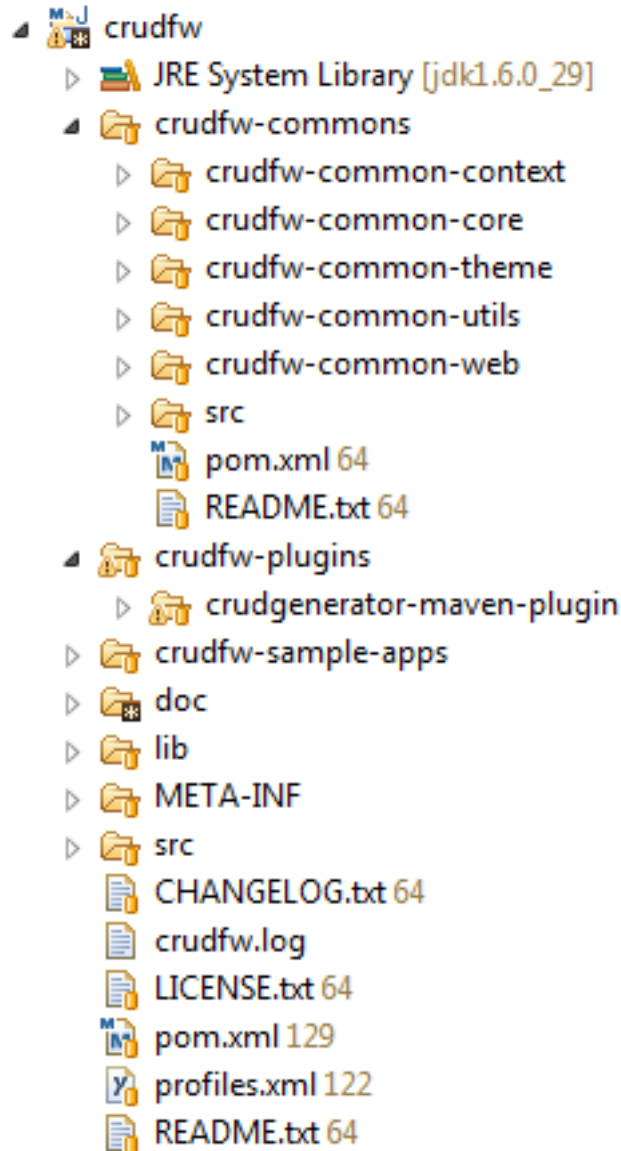 crudfw
JRE System Library [jdk1.6.0_29]
crudfw-commons
crudfw-common-context
crudfw-common-core
crudfw-common-theme
crudfw-common-utils
crudfw-common-web
src
pom.xml 64
README.txt 64
crudfw-plugins
crudgenerator-maven-plugin
crudfw-sample-apps
doc
lib
META-INF
src
CHANGELOG.txt 64
crudfw.log
LICENSE.txt 64
pom.xml 129
profiles.xml 122
README.txt 64